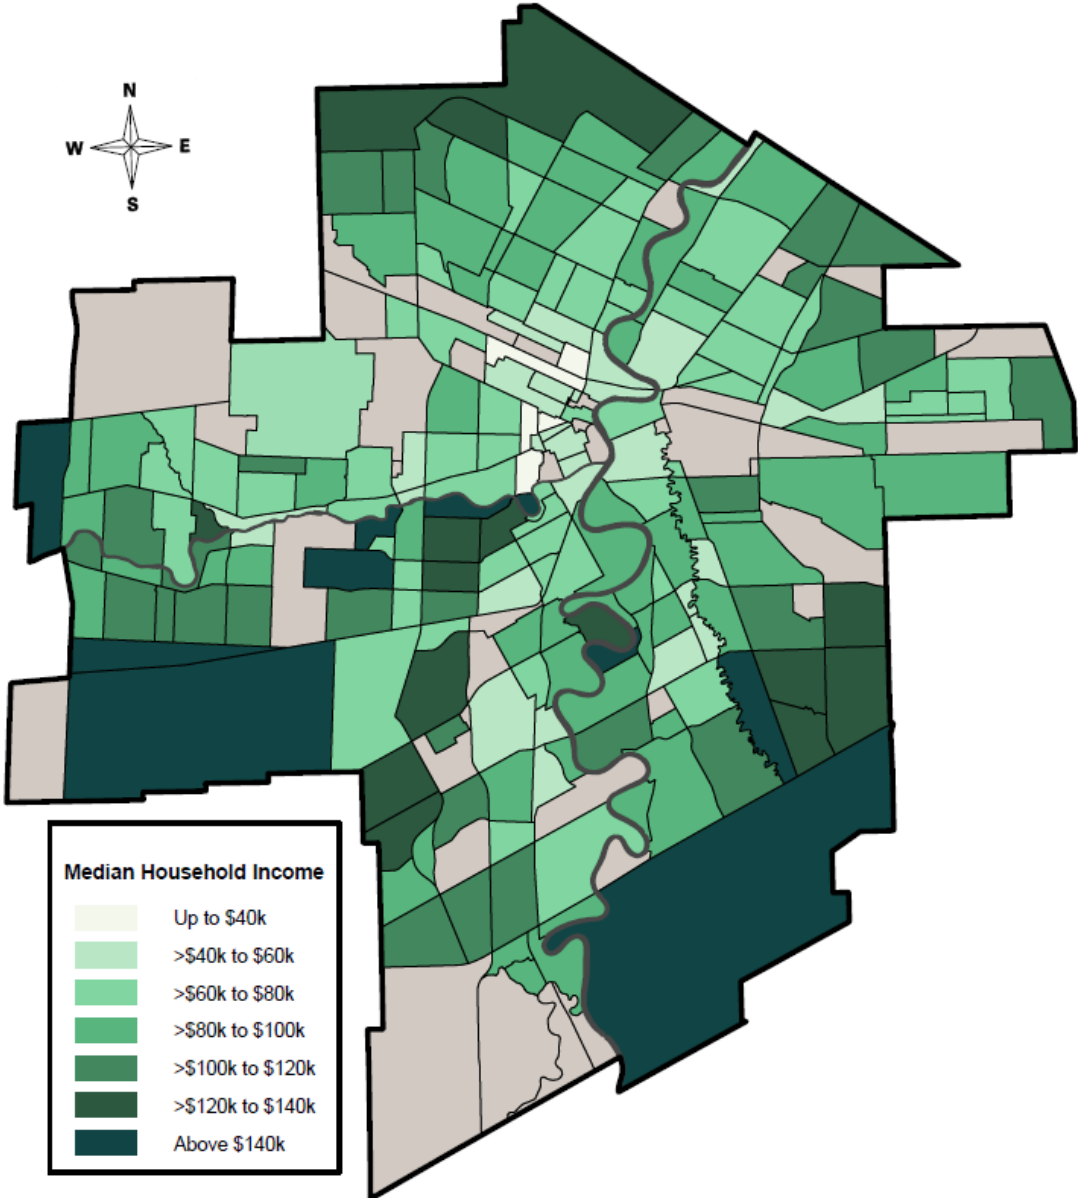 N
W E
S
Median Household Income
Up to $40k
>$40k to $60k
>$60k to $80k
>$80k to $100k
>$100k to $120k
>$120k to $140k
Above $140k